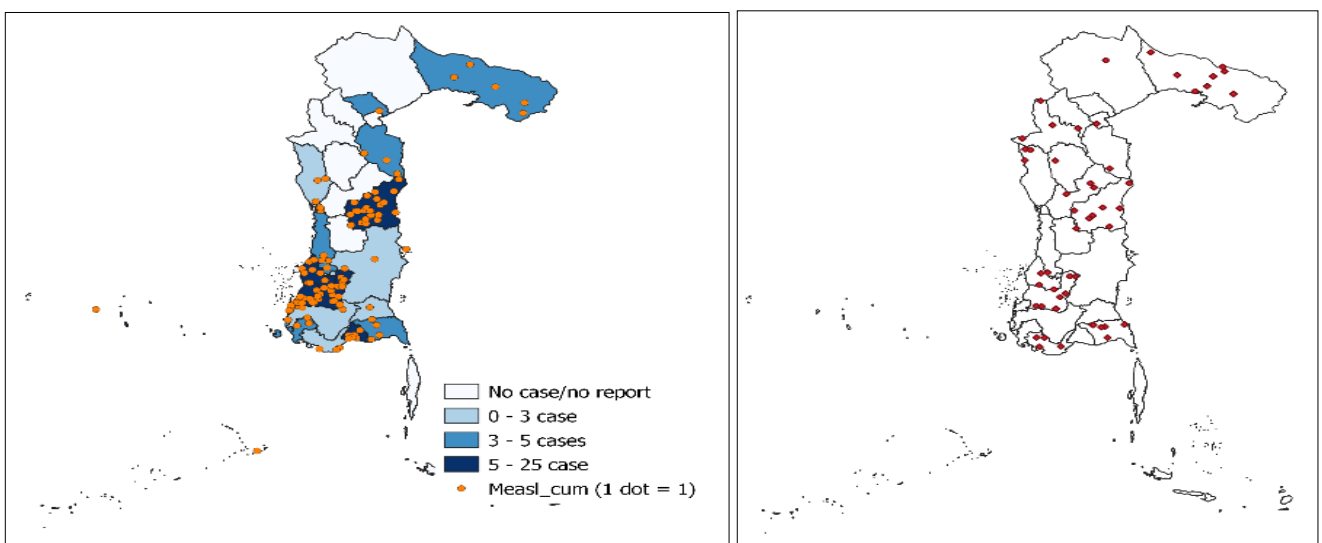 No case/no report
0 - 3 case
3 - 5 cases
5 - 25 case
Measl_cum (1 dot = 1)